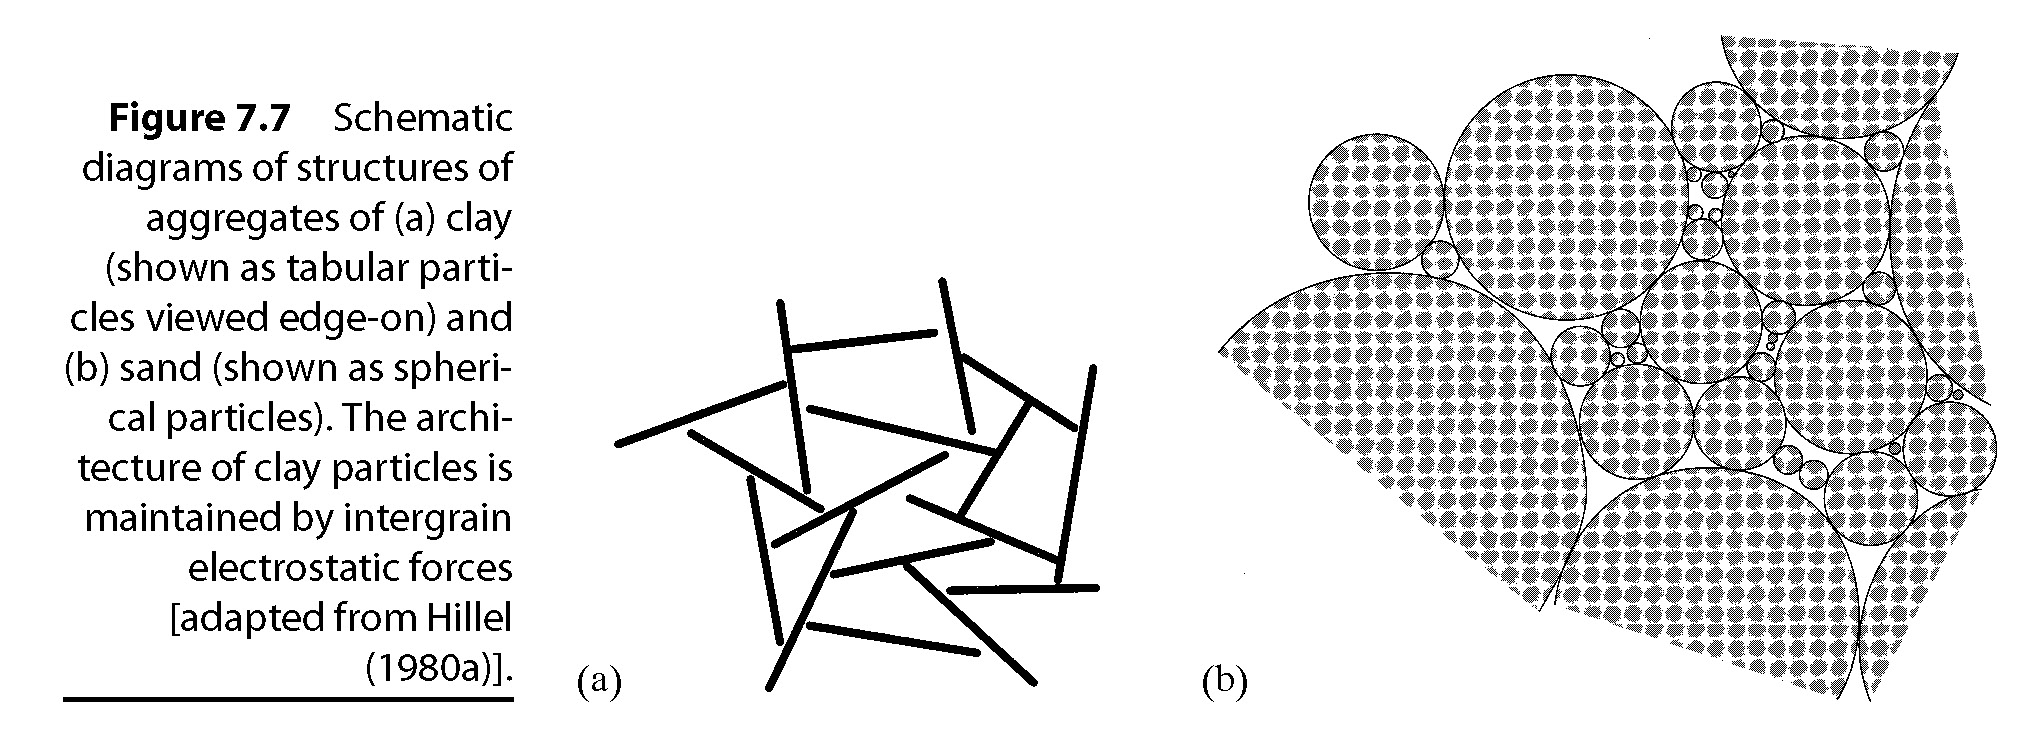 Figure 7.7 Schematic
diagrams of structures of
aggregates of (a) clay
(shown as tabular parti-
cles viewed edge-on) and
(b) sand (shown as spheri-
cal particles). The archi-
tecture of clay particles is
maintained by intergrain
electrostatic forces
[adapted from Hillel
(1980a)].
(a)
(b)